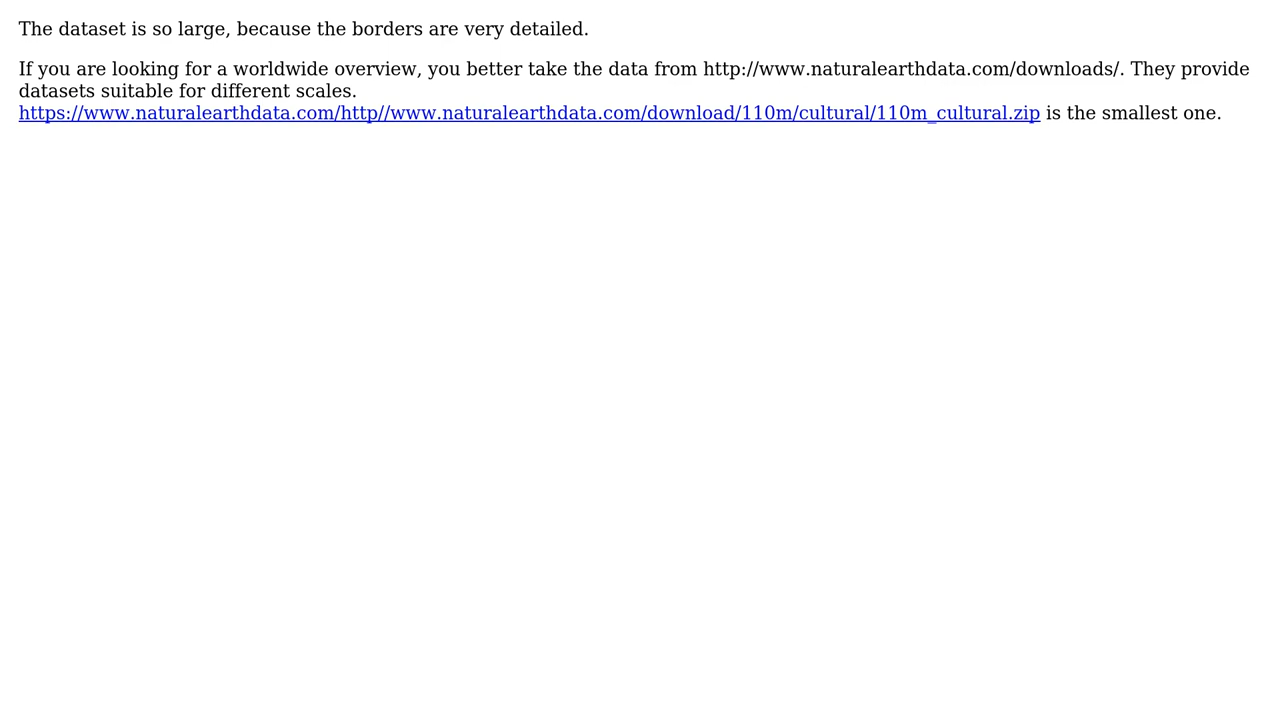 The dataset is so large, because the borders are very detailed.
If you are looking for a worldwide overview, you better take the data from http://www.naturalearthdata.com/downloads/. They provide
datasets suitable for different scales.
https://www.naturalearthdata.com/http//www.naturalearthdata.com/download/110m/cultural/110m_cultural.zip is the smallest one.